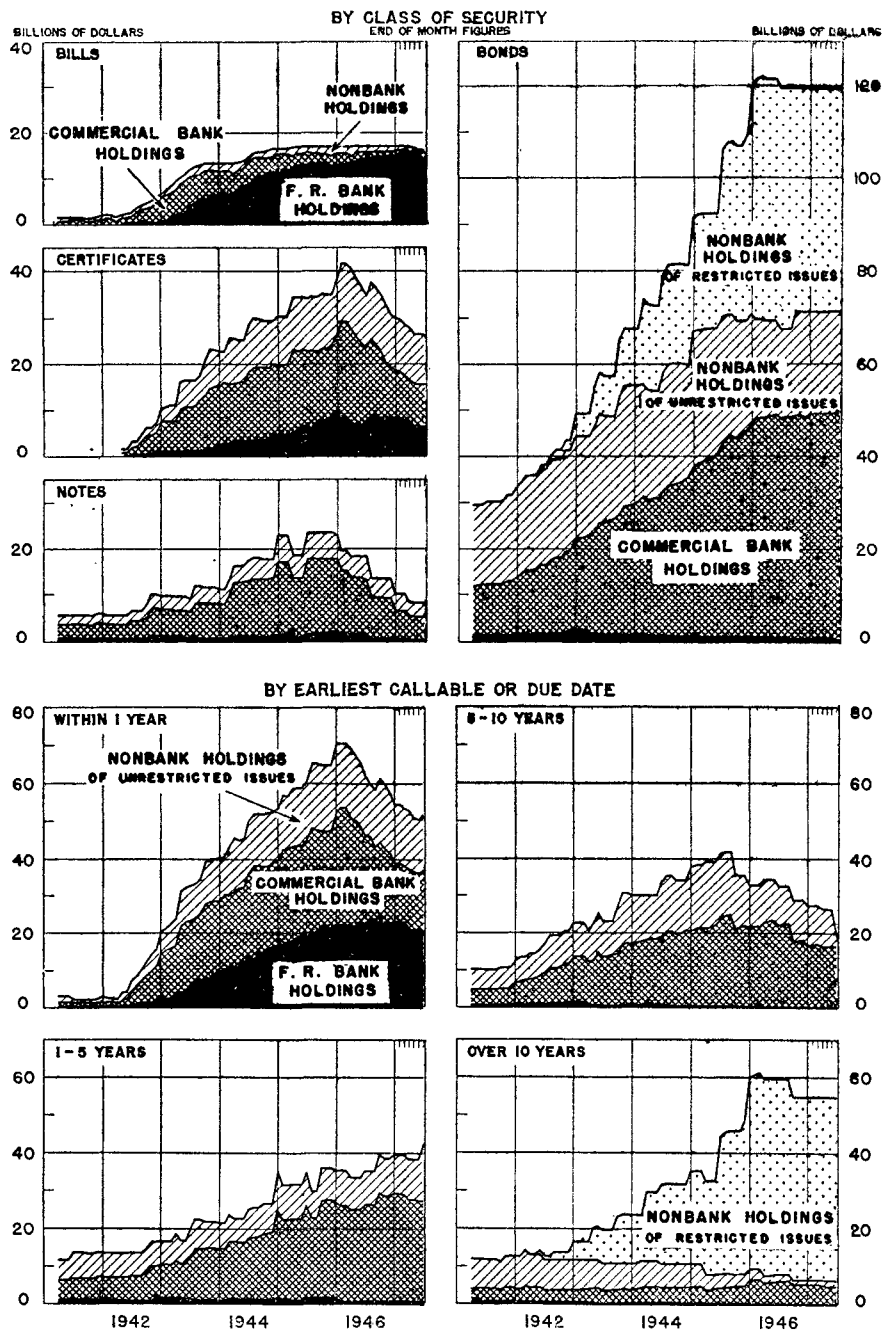 BY CLASS OF SECURITY
BILLIONS OF DOLLARS
END OF MONTH FIGURES
BILLIONS OF DOLLARS
40
BILLS
NONBANK
HOLDINGS
COMMERCIAL BANK
HOLDINGS
20
F. R. BANK
HOLDINGS
0
CERTIFICATES
40
20
0
NOTES
20
0
BONDS
120
100
NONBANK
HOLDINGS
OF RESTRICTED ISSUES
80
60
NONBANK
HOLDINGS
OF UNRESTRICTED ISSUES
40
20
COMMERCIAL BANK
HOLDINGS
0
BY EARLIEST CALLABLE OR DUE DATE
80
WITHIN 1 YEAR
NONBANK HOLDINGS
OF UNRESTRICTED ISSUES
60
40
COMMERCIAL BANK
HOLDINGS
20
F. R. BANK
HOLDINGS
0
5-10 YEARS
80
60
40
20
0
1-5 YEARS
60
40
20
0
1942 1944 1946
OVER 10 YEARS
60
40
NONBANK HOLDINGS
OF RESTRICTED ISSUES
20
0
1942 1944 1946